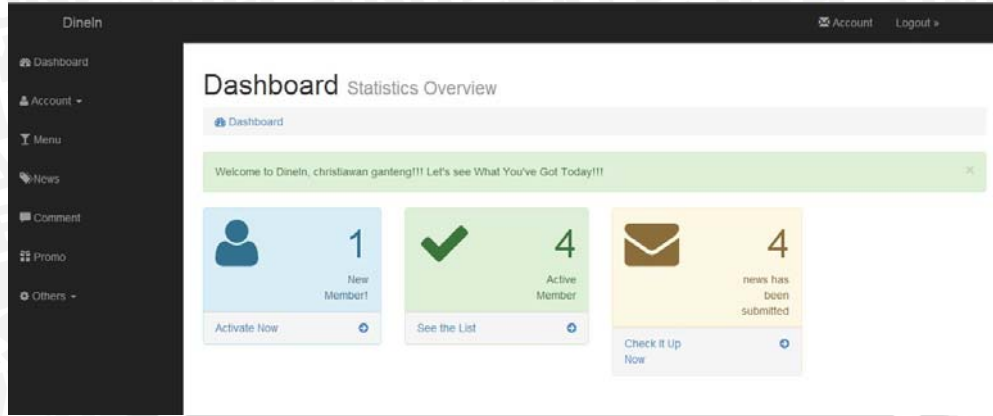 DineIn
Account Logout »
Dashboard
Account
Menu
News
Comment
Promo
Others
Dashboard Statistics Overview
Dashboard
Welcome to DineIn, christiawan ganteng!!! Let's see What You've Got Today!!!
×
1
New
Member!
Activate Now
4
Active
Member
See the List
4
news has
been
submitted
Check It Up
Now